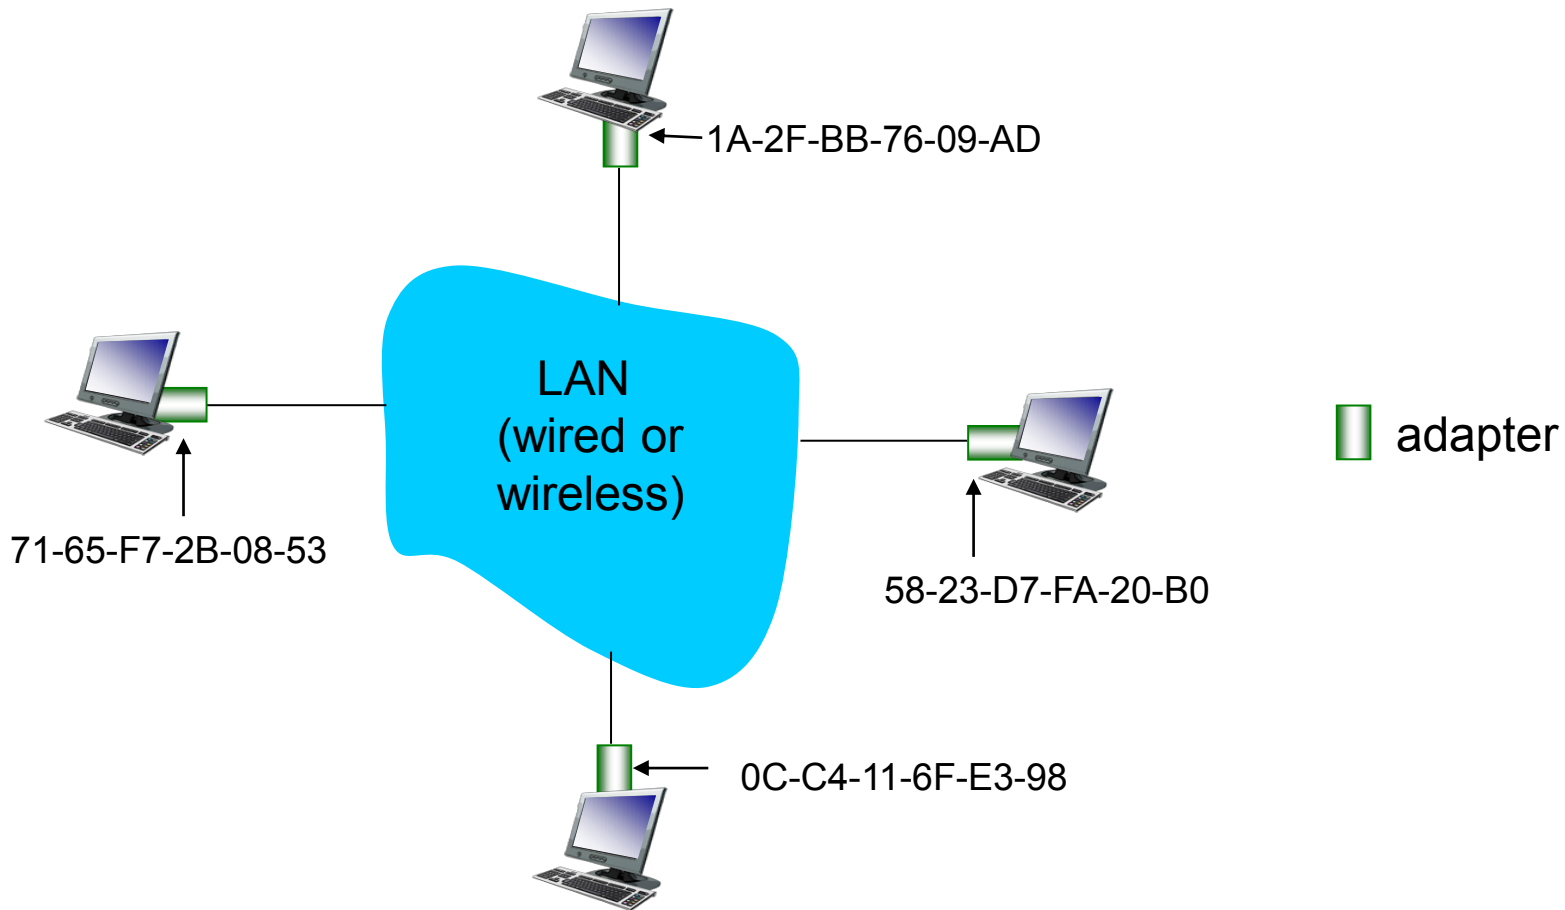 1A-2F-BB-76-09-AD
LAN
(wired or
wireless)
adapter
71-65-F7-2B-08-53
58-23-D7-FA-20-B0
0C-C4-11-6F-E3-98